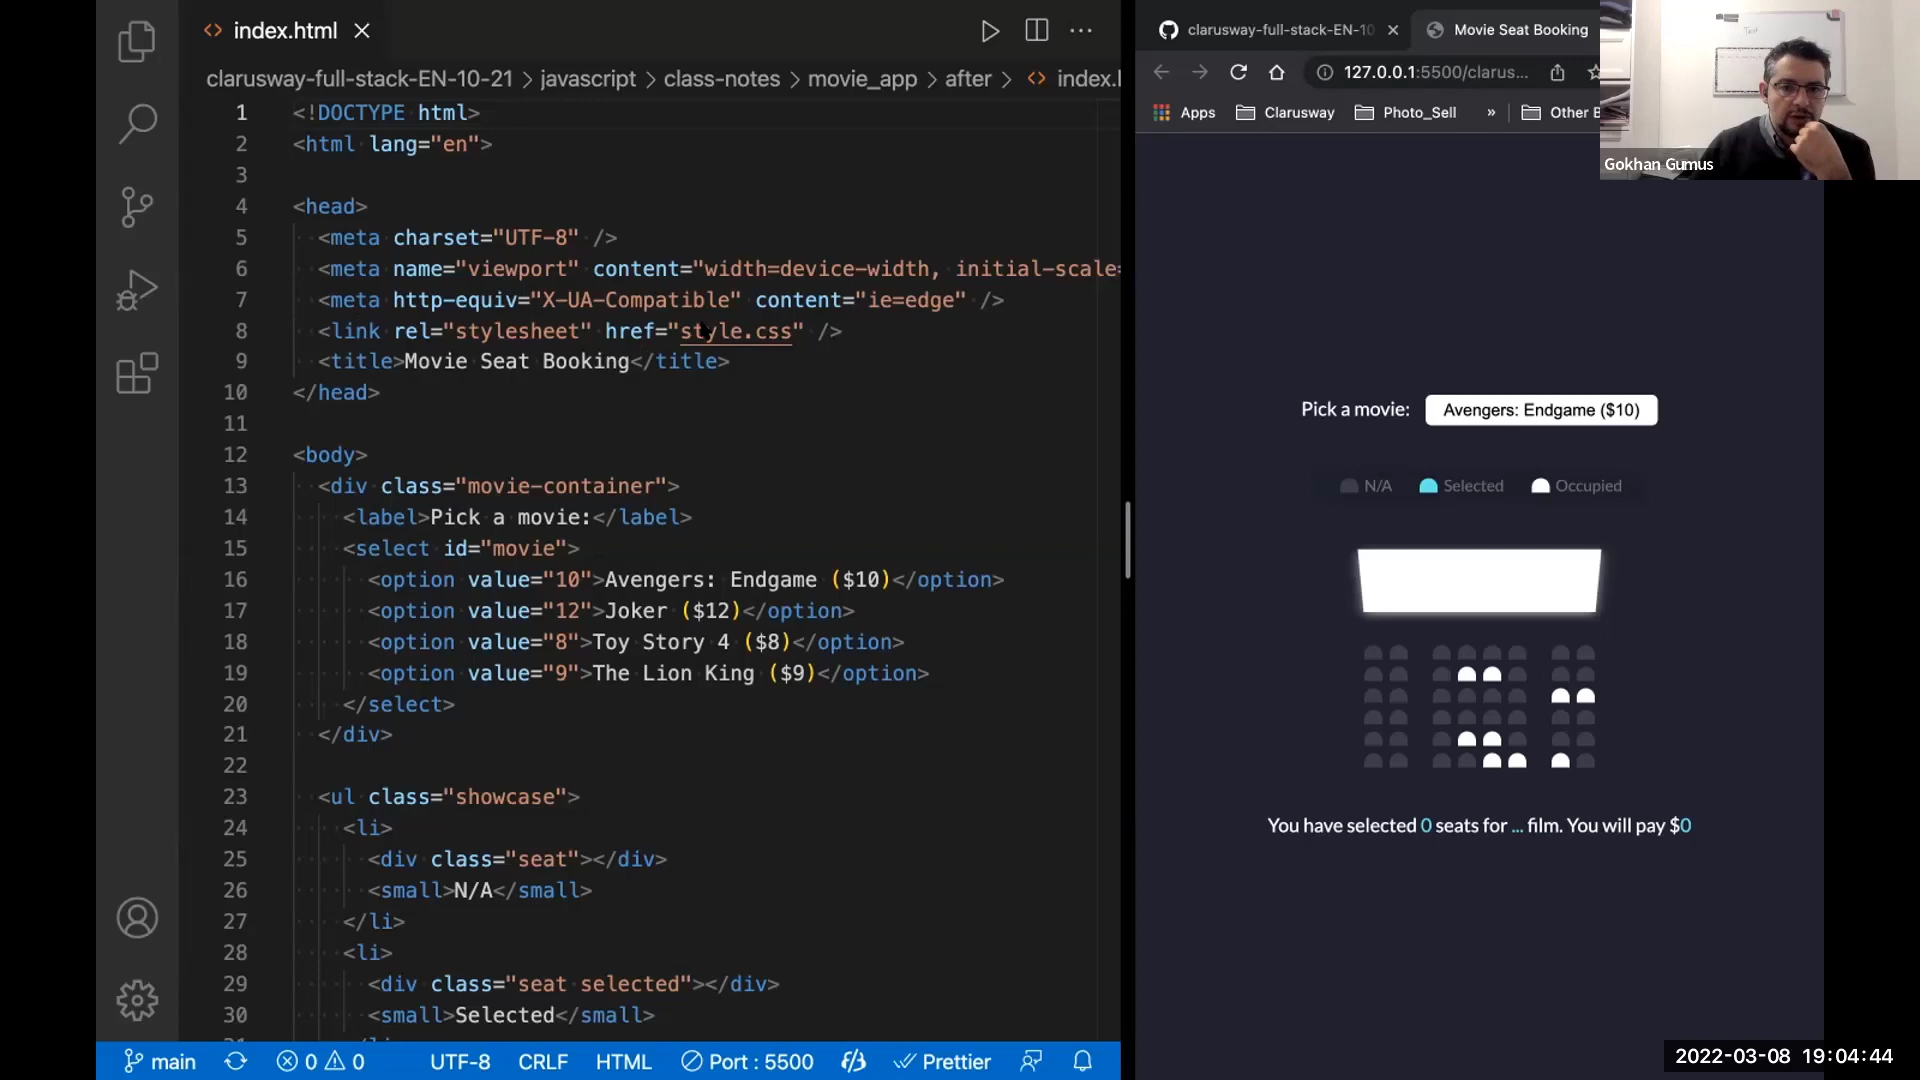 index.html
clarusway-full-stack-EN-10-21 > javascript > class-notes > movie_app > after > <> index.
1 <!DOCTYPE html>
2 <html lang="en">
3
4 <head>
5 <meta charset="UTF-8" />
6 <meta name="viewport" content="width=device-width, initial-scale=
7 <meta http-equiv="X-UA-Compatible" content="ie=edge" />
8 <link rel="stylesheet" href="style.css" />
9 <title>Movie Seat Booking</title>
10 </head>
11
12 <body>
13 <div class="movie-container">
14 <label>Pick a movie:</label>
15 <select id="movie">
16 <option value="10">Avengers: Endgame ($10)</option>
17 <option value="12">Joker ($12)</option>
18 <option value="8">Toy Story 4 ($8)</option>
19 <option value="9">The Lion King ($9)</option>
20 </select>
21 </div>
22
23 <ul class="showcase">
24 <li>
25 <div class="seat"></div>
26 <small>N/A</small>
27 </li>
28 <li>
29 <div class="seat selected"></div>
30 <small>Selected</small>
main 0 0 UTF-8 CRLF HTML Port : 5500 Prettier
clarusway-full-stack-EN-10 Movie Seat Booking
127.0.0.1:5500/clarus...
Apps Clarusway Photo_Sell » Other B
Gokhan Gumus
Pick a movie: Avengers: Endgame ($10)
N/A Selected Occupied
You have selected 0 seats for ... film. You will pay $0
2022-03-08 19:04:44